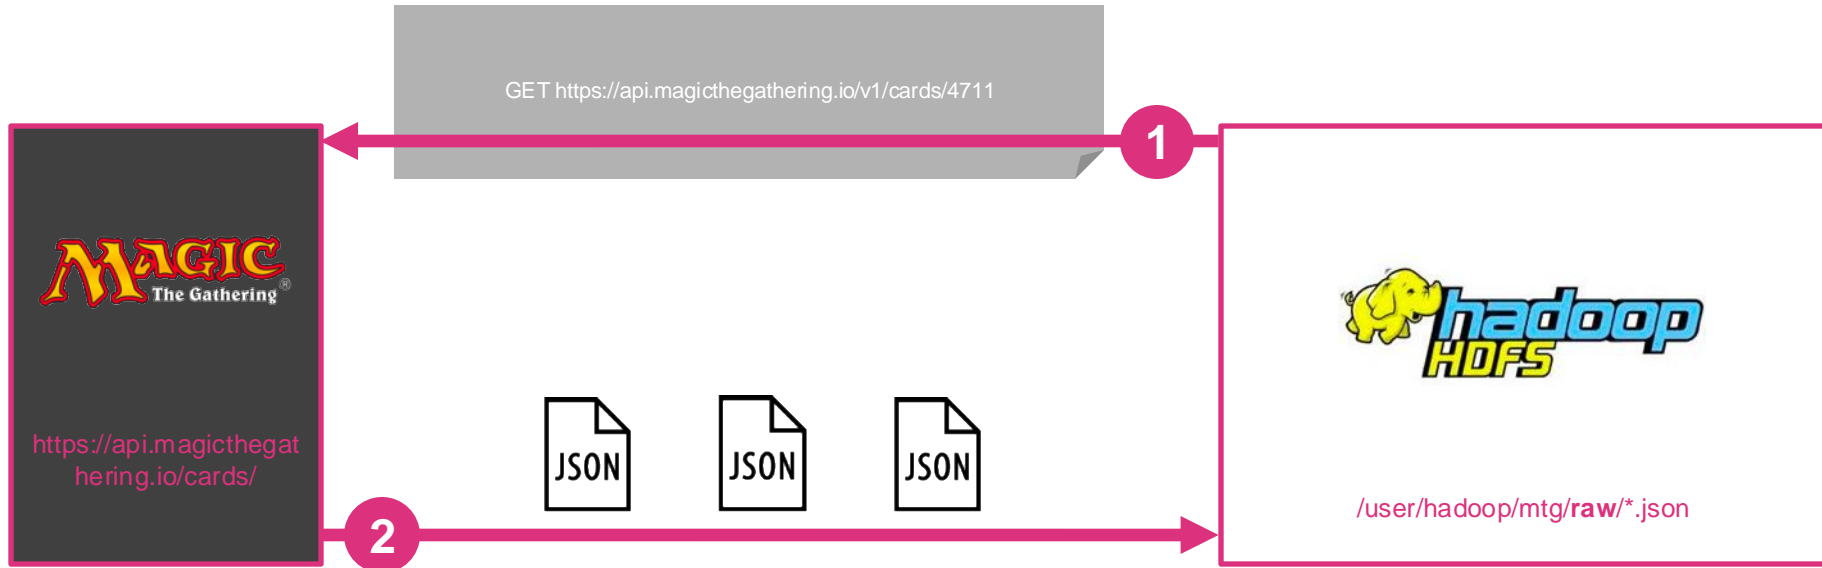 GET https://api.magicthegathering.io/v1/cards/4711
1
MAGIC
The Gathering®
https://api.magicthegat
hering.io/cards/
hadoop
HDFS
JSON
JSON
JSON
/user/hadoop/mtg/raw/*.json
2